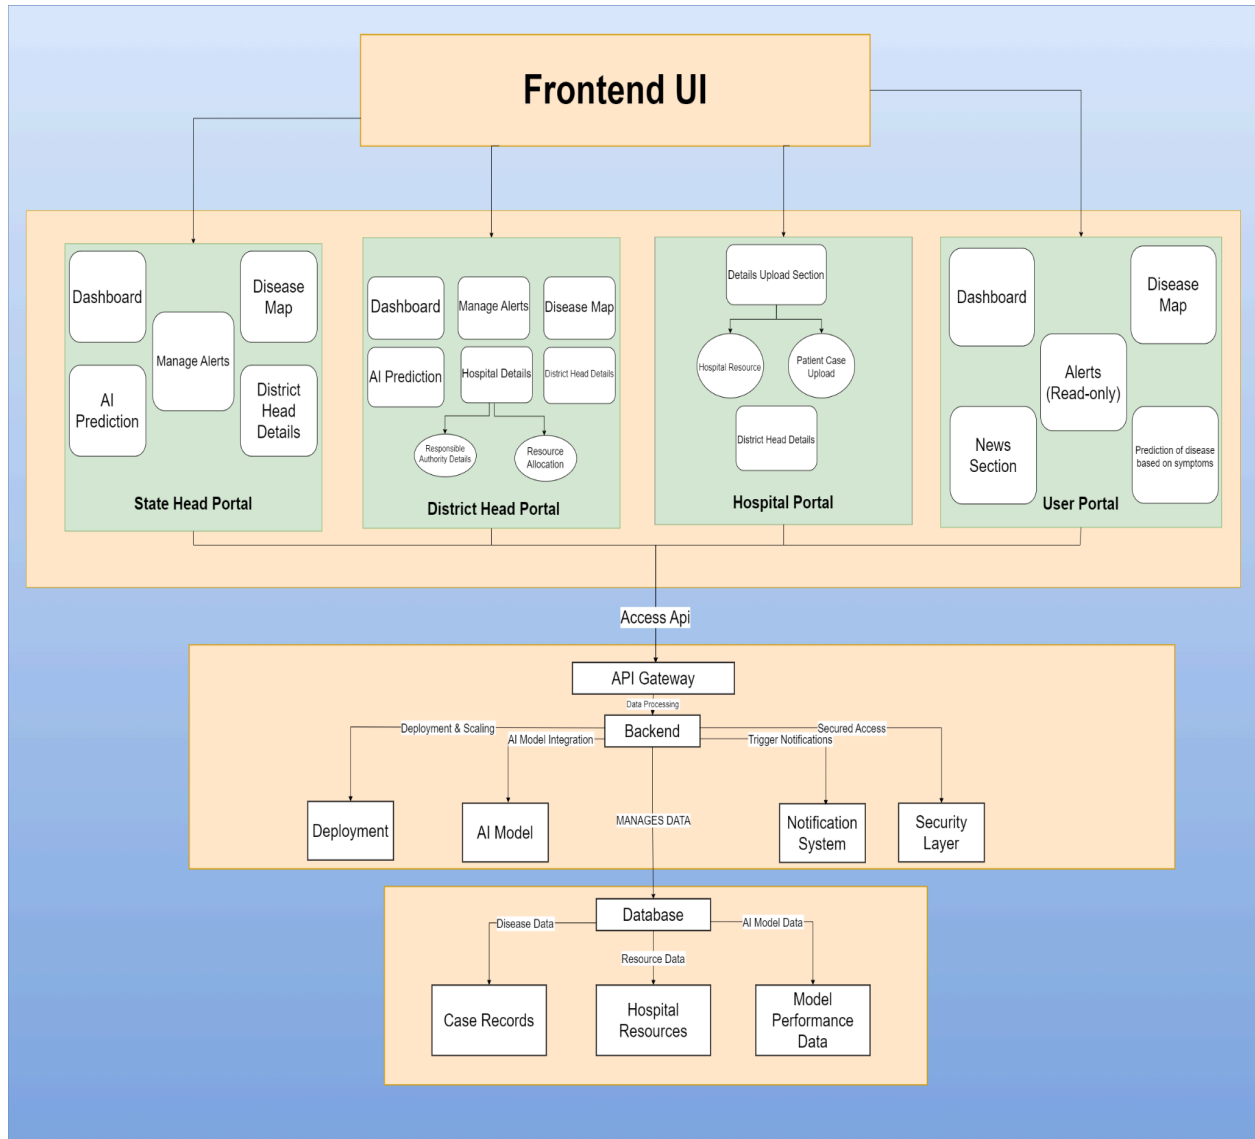 Frontend UI
Dashboard
Disease
Map
Manage Alerts
AI
Prediction
District
Head
Details
State Head Portal
Dashboard
Manage Alerts
Disease Map
AI Prediction
Hospital Details
District Head Details
Responsible
Authority Details
Resource
Allocation
District Head Portal
Details Upload Section
Hospital Resource
Patient Case
Upload
District Head Details
Hospital Portal
Dashboard
Disease
Map
Alerts
(Read-only)
News
Section
Prediction of disease
based on symptoms
User Portal
Access Api
API Gateway
Data Processing
Backend
Deployment & Scaling
AI Model Integration
Secured Access
Trigger Notifications
MANAGES DATA
Deployment
AI Model
Notification
System
Security
Layer
Database
Disease Data
AI Model Data
Resource Data
Case Records
Hospital
Resources
Model
Performance
Data